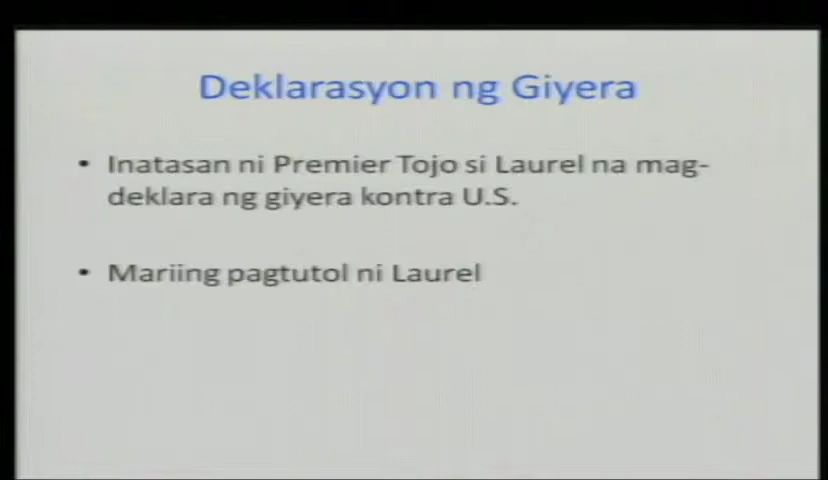 Deklarasyon ng Giyera
• Inatasan ni Premier Tojo si Laurel na mag-
deklara ng giyera kontra U.S.
• Mariing pagtutol ni Laurel